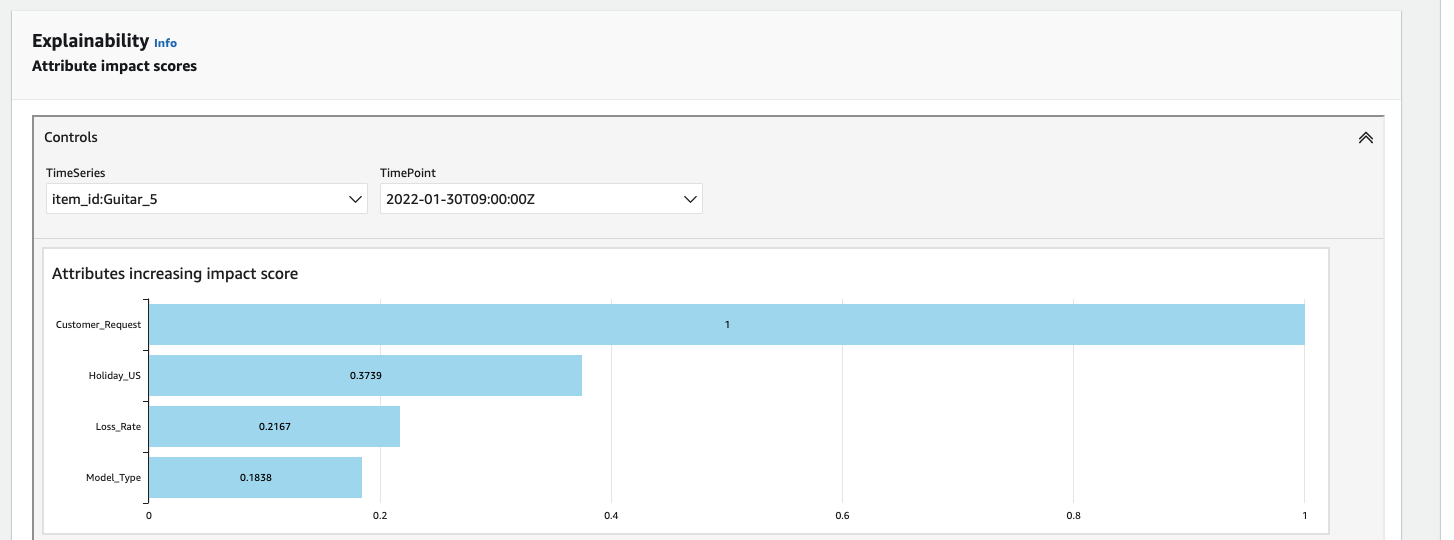 Explainability Info
Attribute impact scores
Controls
TimeSeries TimePoint
item_id:Guitar_5 2022-01-30T09:00:00Z
Attributes increasing impact score
Customer_Request 1
Holiday_US 0.3739
Loss_Rate 0.2167
Model_Type 0.1838
0 0.2 0.4 0.6 0.8 1